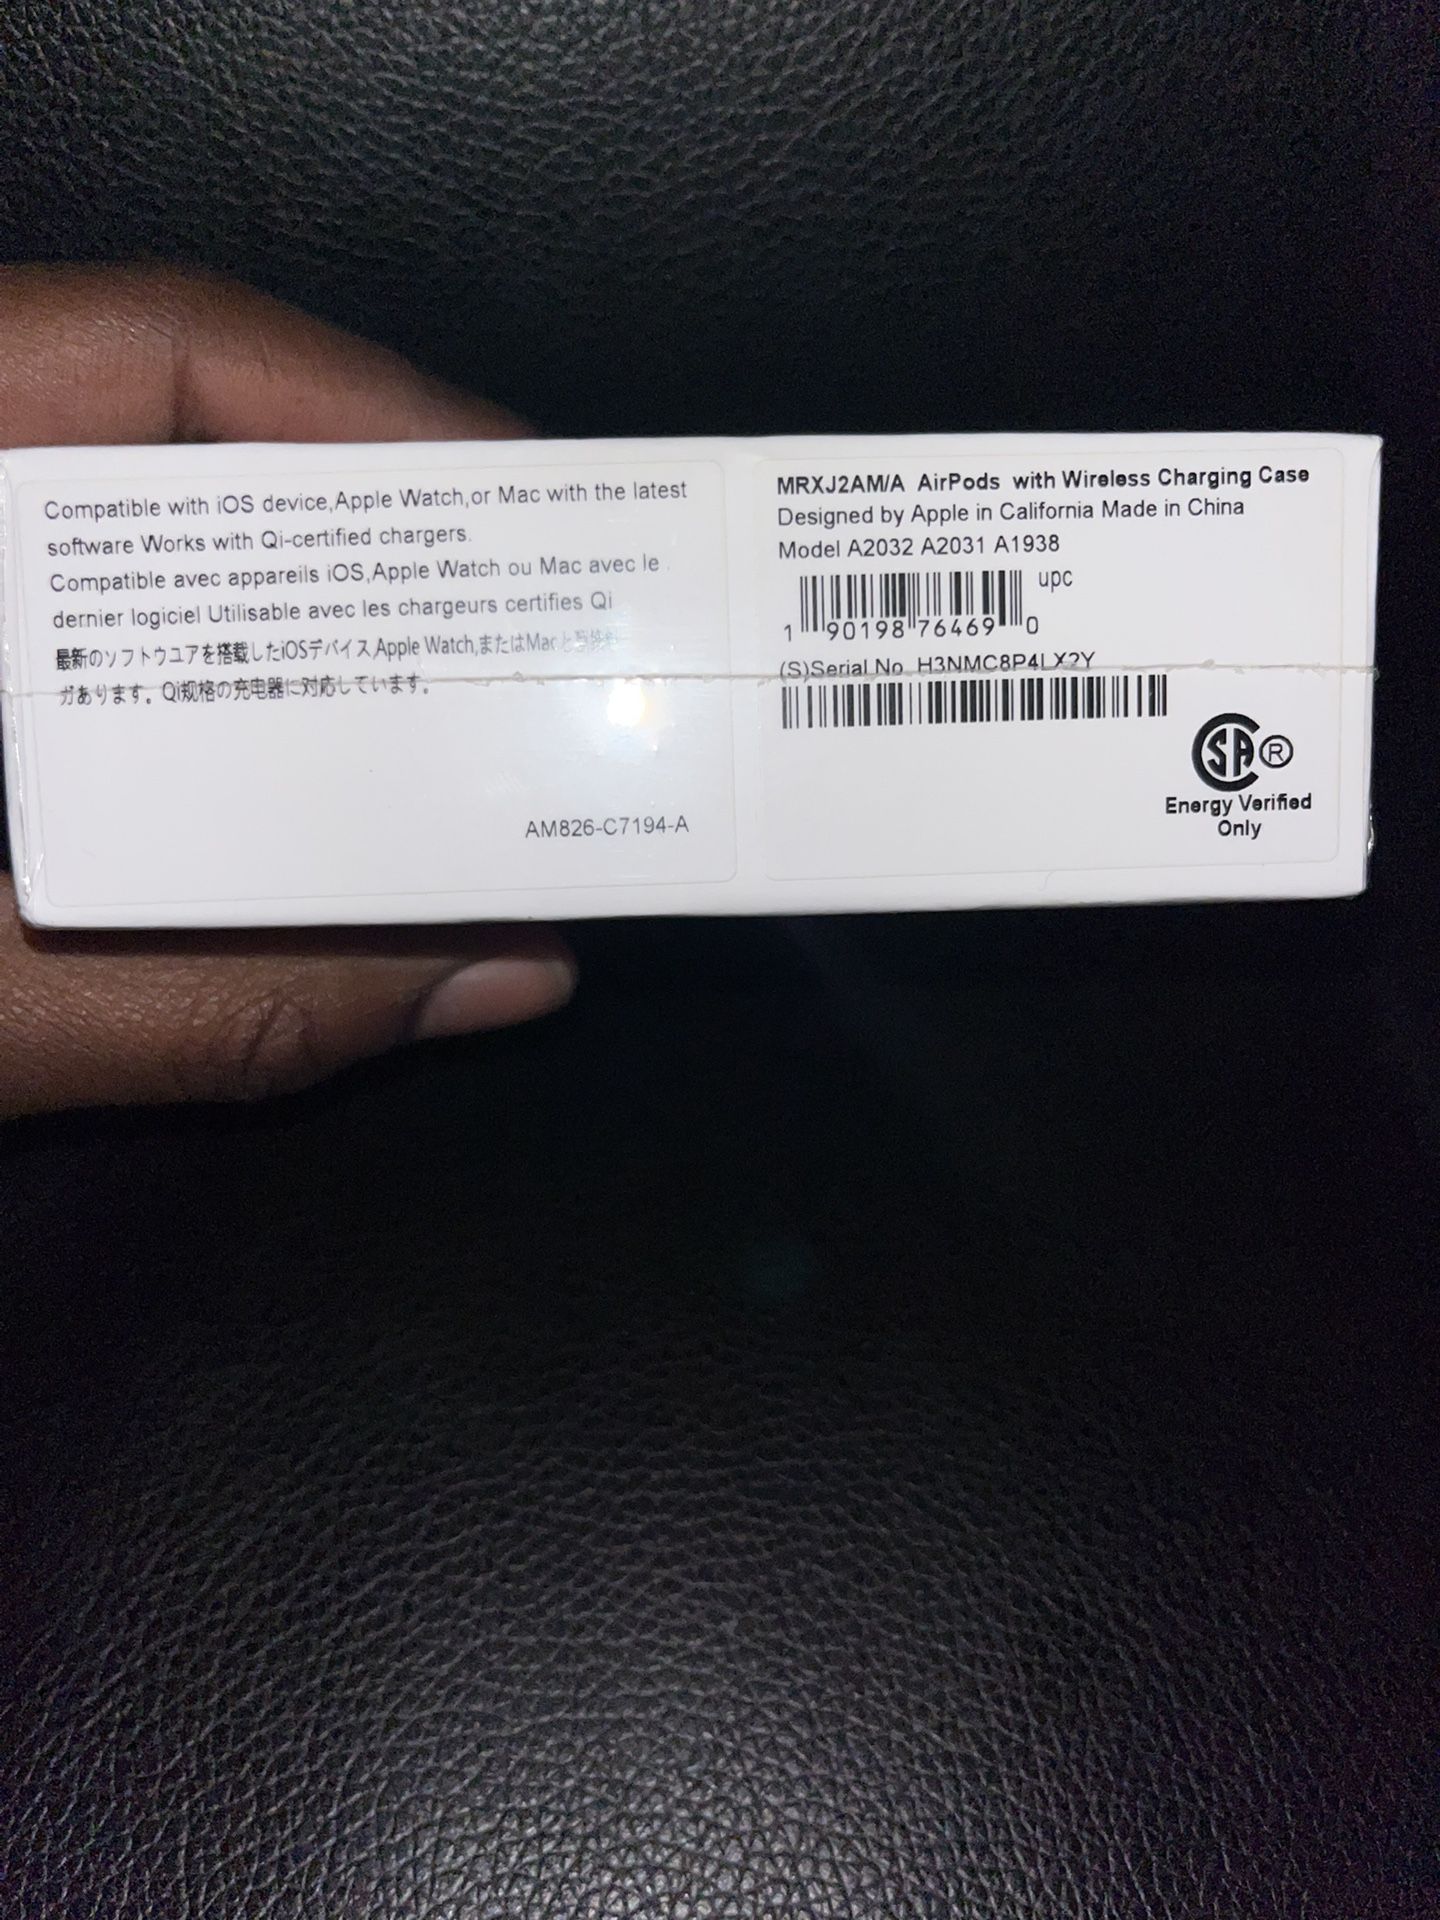 Compatible with iOS device,Apple Watch,or Mac with the latest
software Works with Qi-certified chargers.
Compatible avec appareils iOS,Apple Watch ou Mac avec le
dernier logiciel Utilisable avec les chargeurs certifies Qi
最新のソフトウユアを搭載したiOSデバイス,Apple Watch,またはMacと
があります。Qi规格の充电器に対応しています。
AM826-C7194-A
MRXJ2AM/A AirPods with Wireless Charging Case
Designed by Apple in California Made in China
Model A2032 A2031 A1938
upc
1 90198 76469 0
(S)Serial No. H3NMC8P4LX2Y
SA ®
Energy Verified
Only